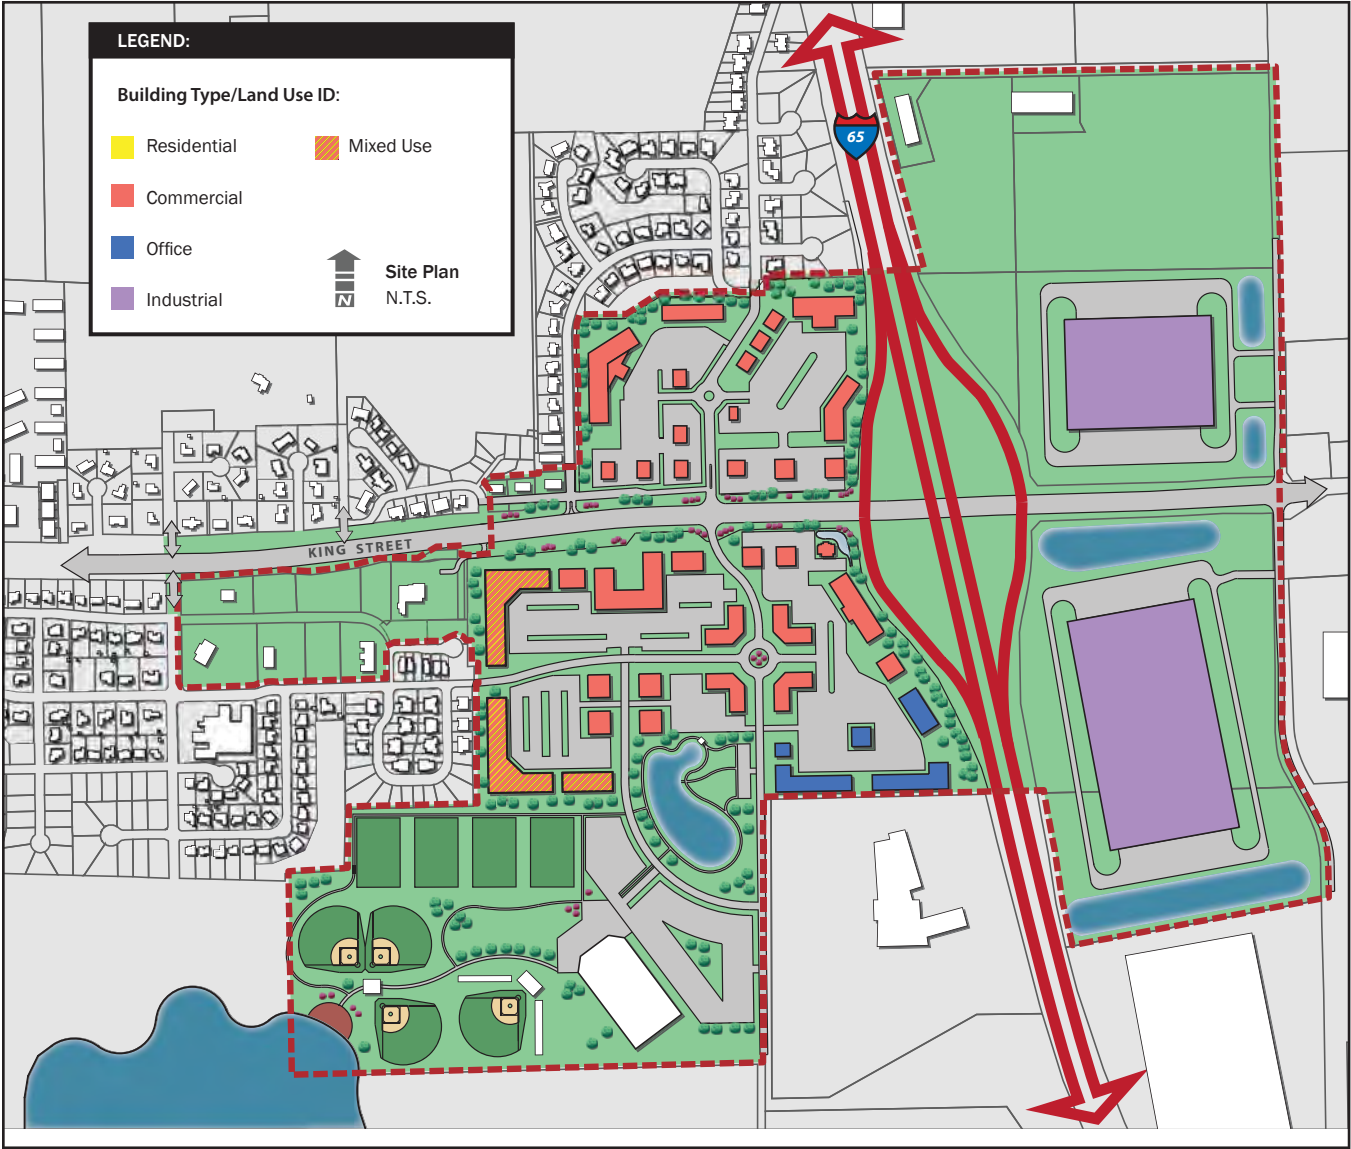 LEGEND:
Building Type/Land Use ID:
Residential
Mixed Use
Commercial
Office
Industrial
Site Plan
N.T.S.
N
65
KING STREET